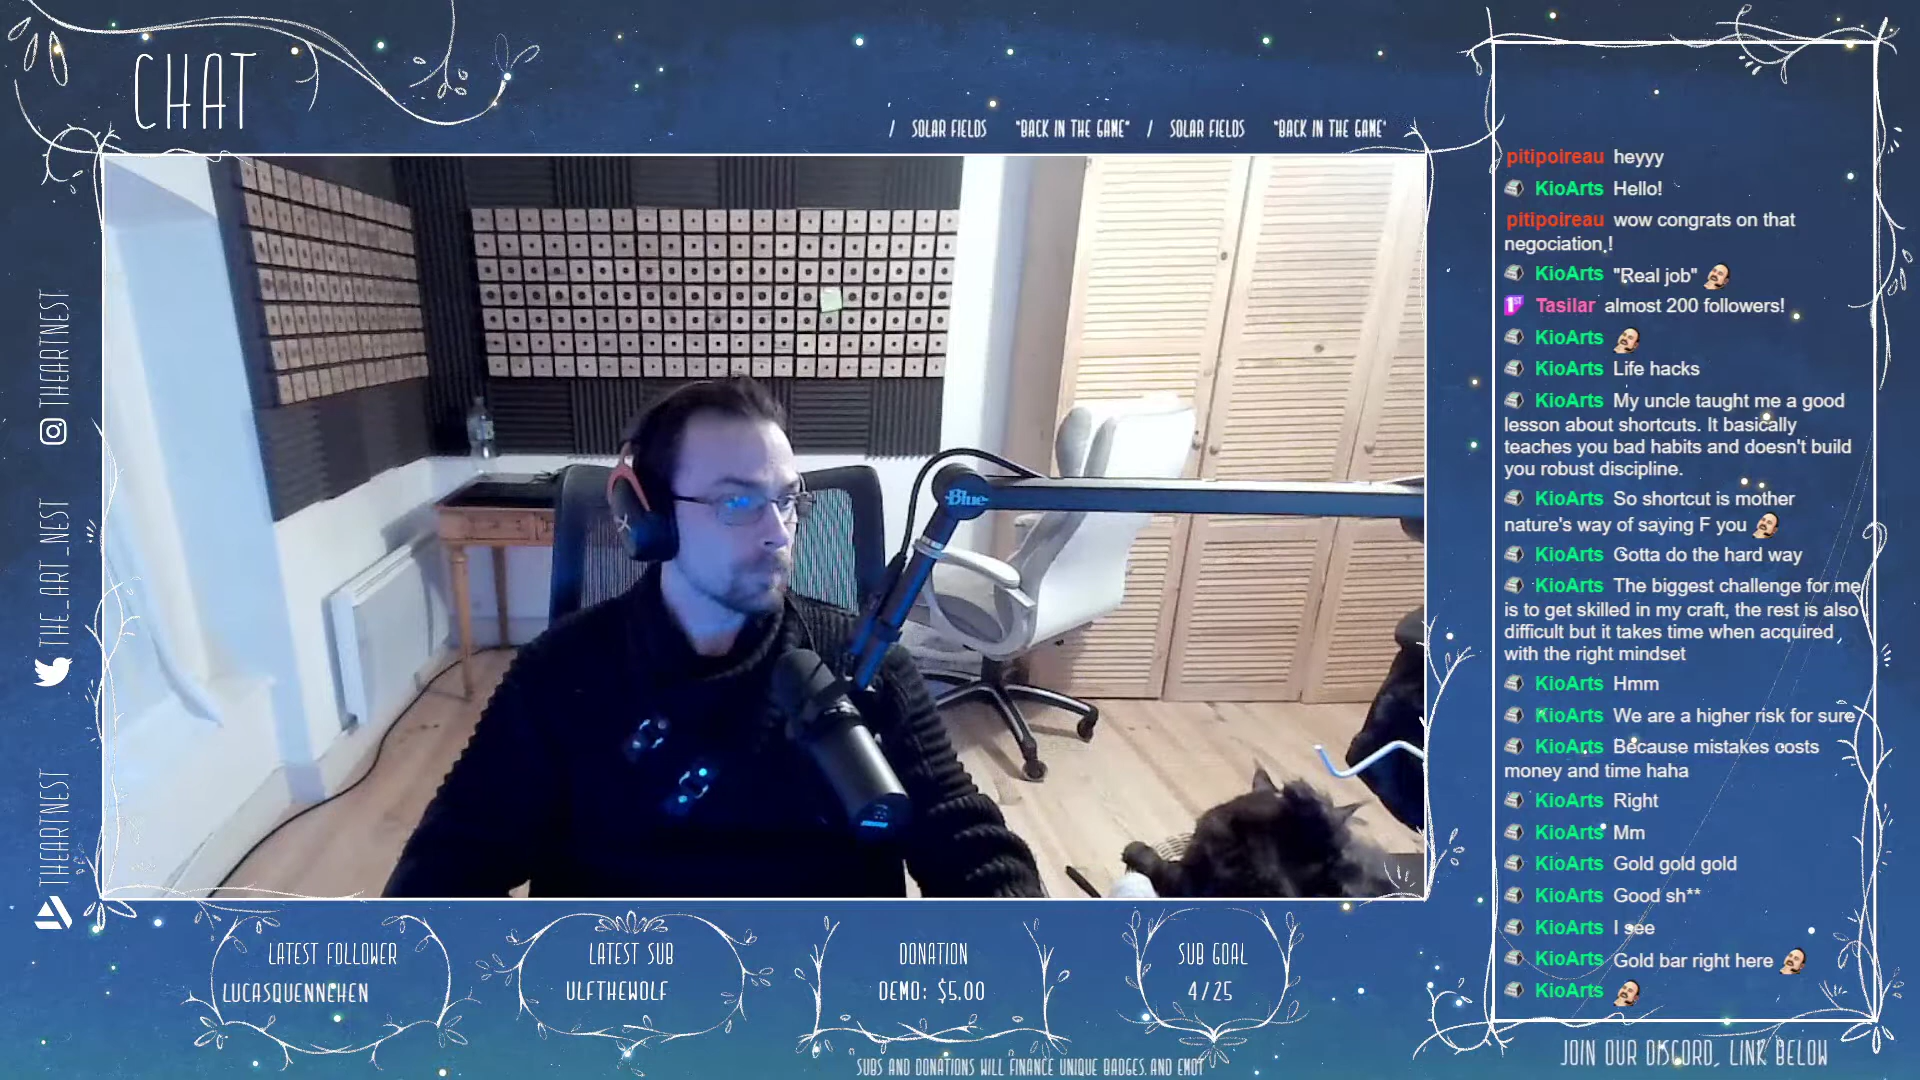 CHAT
/ SOLAR FIELDS "BACK IN THE GAME" / SOLAR FIELDS "BACK IN THE GAME"
THEARTNEST
THE_ART_NEST
THEARTNEST
Blue
pitipoireau heyyy
KioArts Hello!
pitipoireau wow congrats on that
negociation !
KioArts "Real job"
1ST Tasilar almost 200 followers!
KioArts
KioArts Life hacks
KioArts My uncle taught me a good
lesson about shortcuts. It basically
teaches you bad habits and doesn't build
you robust discipline.
KioArts So shortcut is mother
nature's way of saying F you
KioArts Gotta do the hard way
KioArts The biggest challenge for me
is to get skilled in my craft, the rest is also
difficult but it takes time when acquired
with the right mindset
KioArts Hmm
KioArts We are a higher risk for sure
KioArts Because mistakes costs
money and time haha
KioArts Right
KioArts Mm
KioArts Gold gold gold
KioArts Good sh**
KioArts I see
KioArts Gold bar right here
KioArts
LATEST FOLLOWER
LUCASQUENNEHEN
LATEST SUB
ULFTHEWOLF
DONATION
DEMO: $5.00
SUB GOAL
4/25
SUBS AND DONATIONS WILL FINANCE UNIQUE BADGES AND EMOT
JOIN OUR DISCORD, LINK BELOW